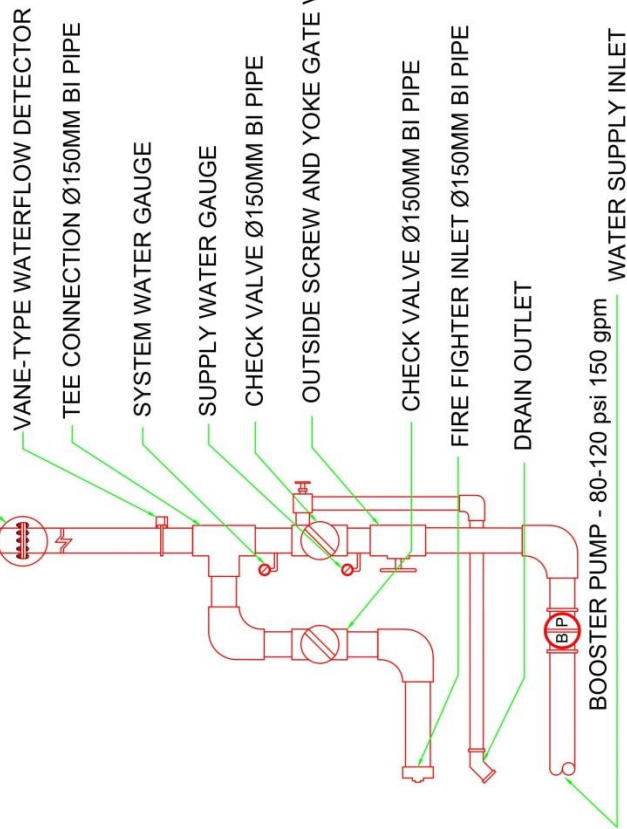 VANE-TYPE WATERFLOW DETECTOR
TEE CONNECTION Ø150MM BI PIPE
SYSTEM WATER GAUGE
SUPPLY WATER GAUGE
CHECK VALVE Ø150MM BI PIPE
OUTSIDE SCREW AND YOKE GATE
CHECK VALVE Ø150MM BI PIPE
FIRE FIGHTER INLET Ø150MM BI PIPE
DRAIN OUTLET
B P
BOOSTER PUMP - 80-120 psi 150 gpm
WATER SUPPLY INLET